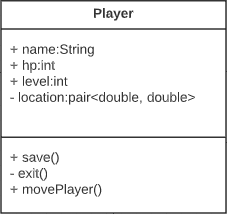 Player
+ name:String
+ hp:int
+ level:int
- location:pair<double, double>
+ save()
- exit()
+ movePlayer()